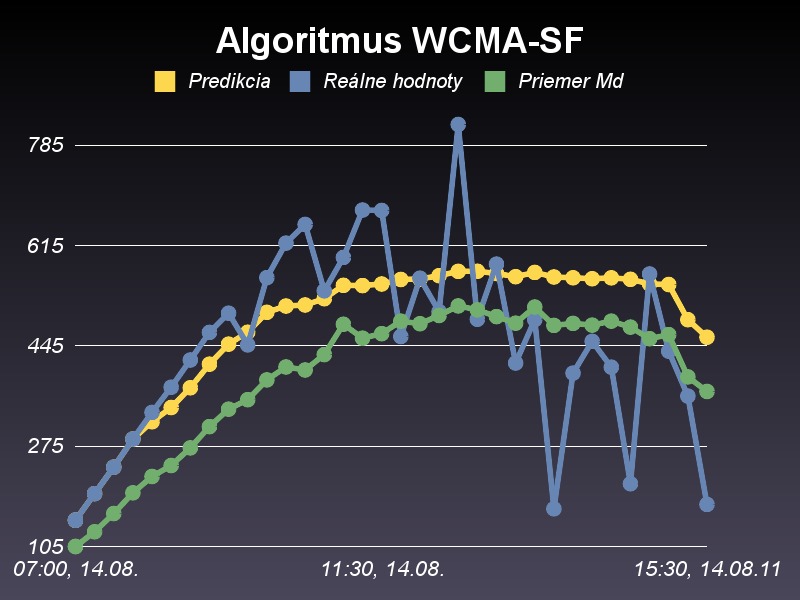 Algoritmus WCMA-SF
Predikcia Reálne hodnoty Priemer Md
785
615
445
275
105
07:00, 14.08. 11:30, 14.08. 15:30, 14.08.11